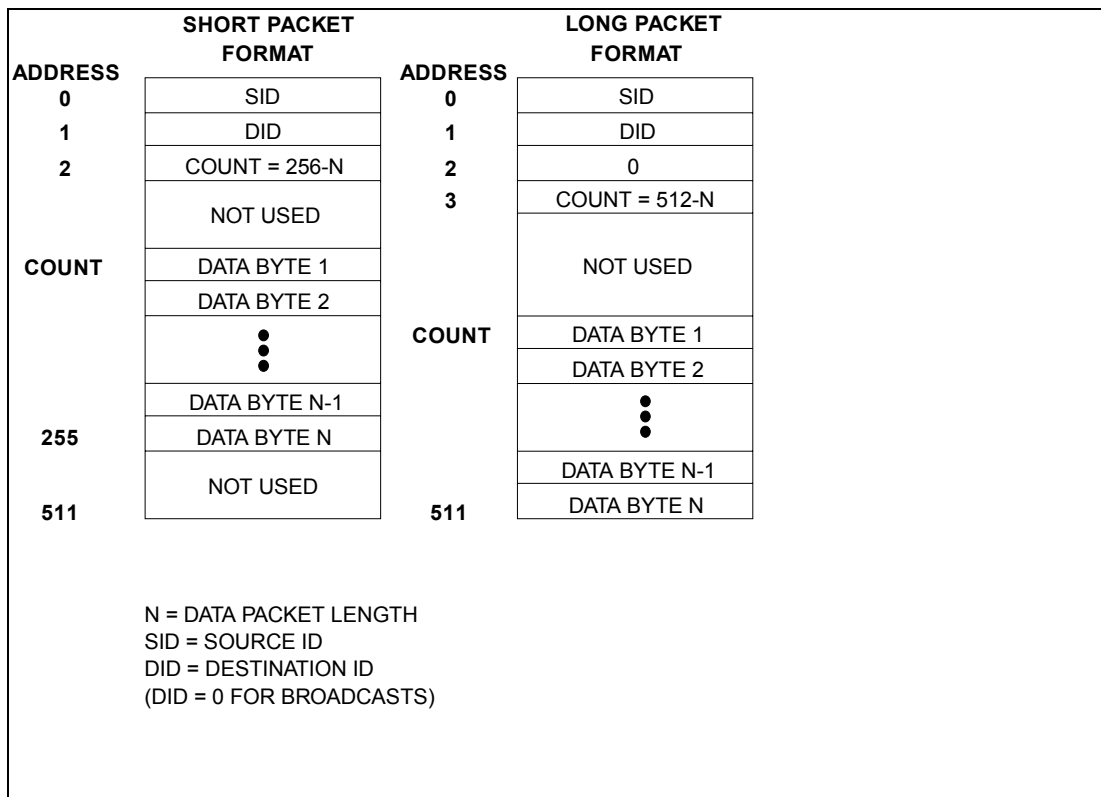 SHORT PACKET
FORMAT
ADDRESS
0 SID
1 DID
2 COUNT = 256-N
NOT USED
COUNT DATA BYTE 1
DATA BYTE 2
DATA BYTE N-1
255 DATA BYTE N
NOT USED
511
LONG PACKET
FORMAT
ADDRESS
0 SID
1 DID
2 0
3 COUNT = 512-N
NOT USED
COUNT DATA BYTE 1
DATA BYTE 2
DATA BYTE N-1
511 DATA BYTE N
N = DATA PACKET LENGTH
SID = SOURCE ID
DID = DESTINATION ID
(DID = 0 FOR BROADCASTS)